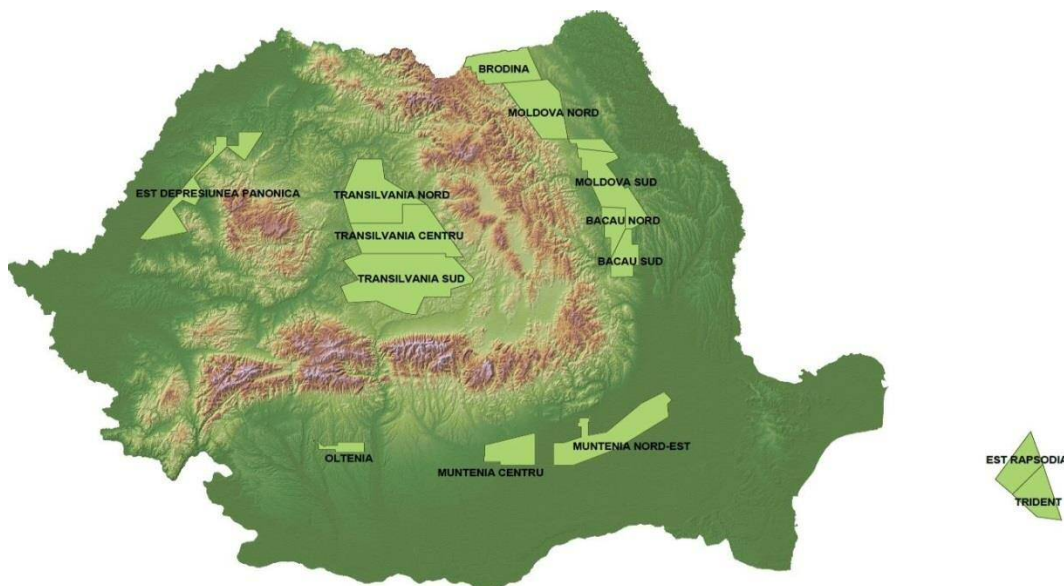 BRODINA
MOLDOVA NORD
MOLDOVA SUD
EST DEPRESIUNEA PANONICA
TRANSILVANIA NORD
BACAU NORD
TRANSILVANIA CENTRU
BACAU SUD
TRANSILVANIA SUD
MUNTENIA NORD-EST
OLTENIA
MUNTENIA CENTRU
EST RAPSODIA
TRIDENT